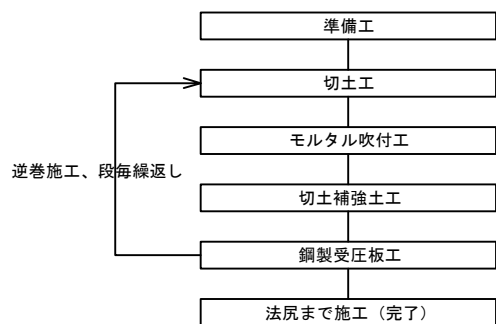 準備工
切土工
モルタル吹付工
逆巻施工、段毎繰返し
切土補強土工
鋼製受圧板工
法尻まで施工（完了）